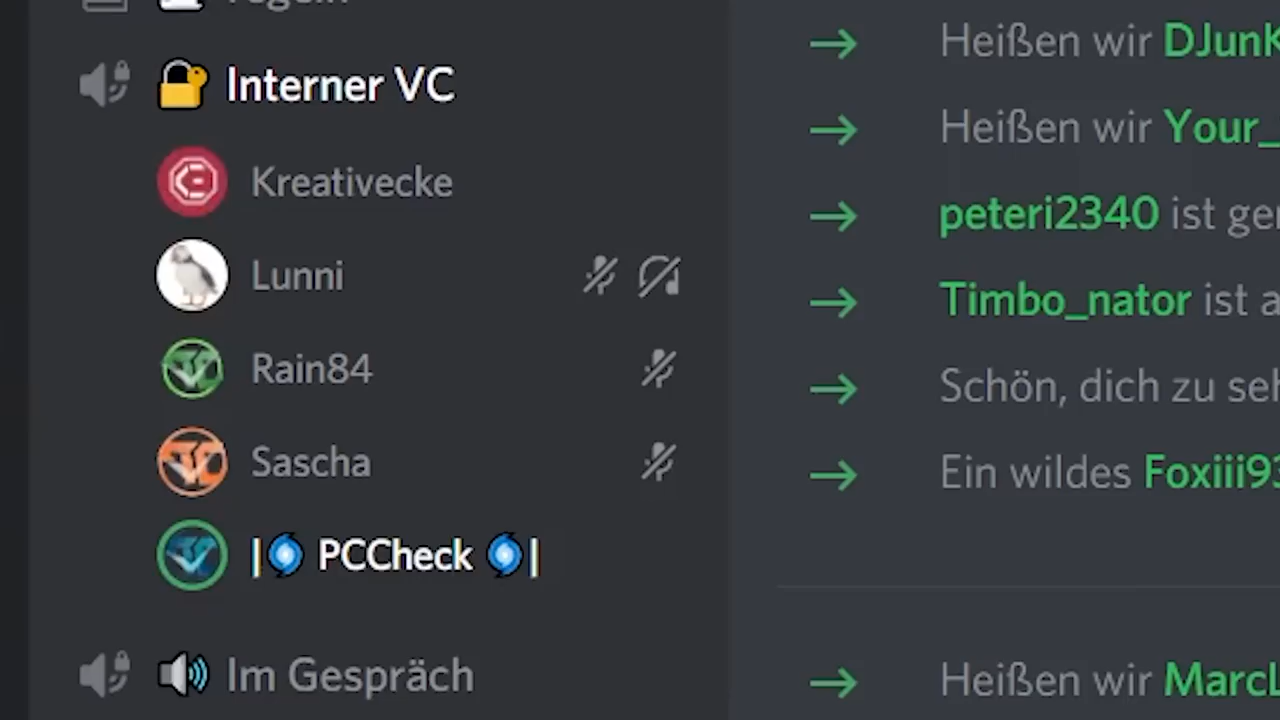 Interner VC
Kreativecke
Lunni
Rain84
Sascha
|🌀 PCCheck 🌀|
Im Gespräch
Heißen wir
Heißen wir
peteri2340 ist
Timbo_nator ist
Schön, dich zu
Ein wildes
Heißen wir